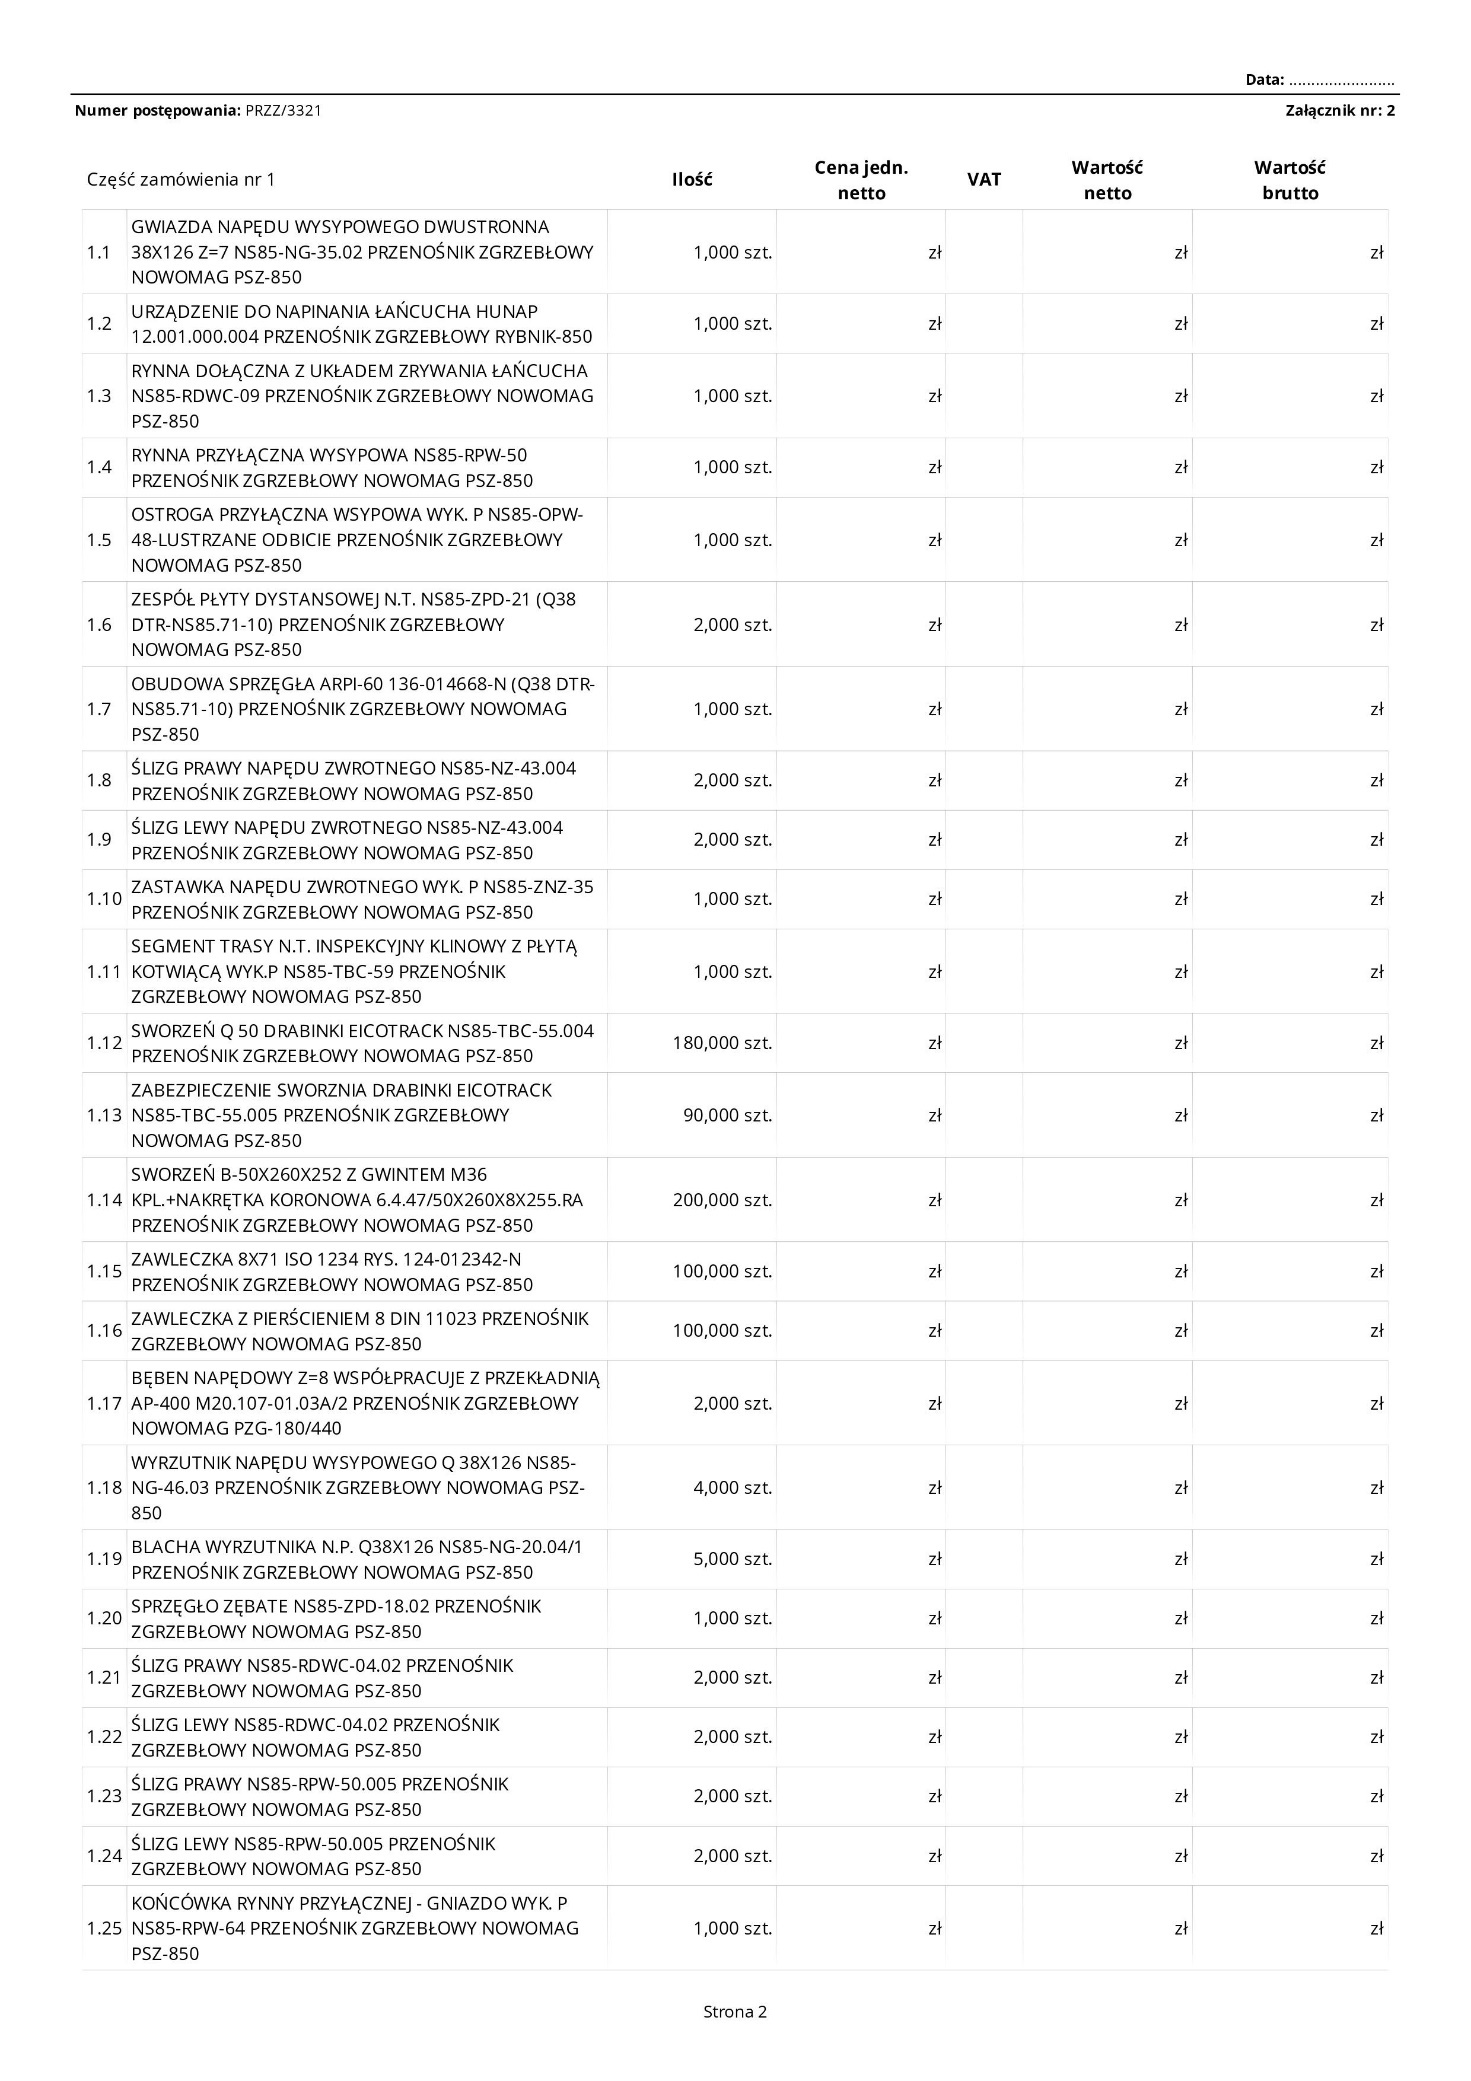 Data: ........................
Numer postępowania: PRZZ/3321 Załącznik nr: 2
Część zamówienia nr 1 Ilość Cena jedn. netto VAT Wartość netto Wartość brutto
GWIAZDA NAPĘDU WYSYPOWEGO DWUSTRONNA
1.1 38X126 Z=7 NS85-NG-35.02 PRZENOŚNIK ZGRZEBŁOWY 1,000 szt. zł zł zł
NOWOMAG PSZ-850
1.2 URZĄDZENIE DO NAPINANIA ŁAŃCUCHA HUNAP 1,000 szt. zł zł zł
12.001.000.004 PRZENOŚNIK ZGRZEBŁOWY RYBNIK-850
RYNNA DOŁĄCZNA Z UKŁADEM ZRYWANIA ŁAŃCUCHA
1.3 NS85-RDWC-09 PRZENOŚNIK ZGRZEBŁOWY NOWOMAG 1,000 szt. zł zł zł
PSZ-850
1.4 RYNNA PRZYŁĄCZNA WYSYPOWA NS85-RPW-50 1,000 szt. zł zł zł
PRZENOŚNIK ZGRZEBŁOWY NOWOMAG PSZ-850
OSTROGA PRZYŁĄCZNA WSYPOWA WYK. P NS85-OPW-
1.5 48-LUSTRZANE ODBICIE PRZENOŚNIK ZGRZEBŁOWY 1,000 szt. zł zł zł
NOWOMAG PSZ-850
ZESPÓŁ PŁYTY DYSTANSOWEJ N.T. NS85-ZPD-21 (Q38
1.6 DTR-NS85.71-10) PRZENOŚNIK ZGRZEBŁOWY 2,000 szt. zł zł zł
NOWOMAG PSZ-850
OBUDOWA SPRZĘGŁA ARPI-60 136-014668-N (Q38 DTR-
1.7 NS85.71-10) PRZENOŚNIK ZGRZEBŁOWY NOWOMAG 1,000 szt. zł zł zł
PSZ-850
1.8 ŚLIZG PRAWY NAPĘDU ZWROTNEGO NS85-NZ-43.004 2,000 szt. zł zł zł
PRZENOŚNIK ZGRZEBŁOWY NOWOMAG PSZ-850
1.9 ŚLIZG LEWY NAPĘDU ZWROTNEGO NS85-NZ-43.004 2,000 szt. zł zł zł
PRZENOŚNIK ZGRZEBŁOWY NOWOMAG PSZ-850
1.10 ZASTAWKA NAPĘDU ZWROTNEGO WYK. P NS85-ZNZ-35 1,000 szt. zł zł zł
PRZENOŚNIK ZGRZEBŁOWY NOWOMAG PSZ-850
SEGMENT TRASY N.T. INSPEKCYJNY KLINOWY Z PŁYTĄ
1.11 KOTWIĄCĄ WYK.P NS85-TBC-59 PRZENOŚNIK 1,000 szt. zł zł zł
ZGRZEBŁOWY NOWOMAG PSZ-850
1.12 SWORZEŃ Q 50 DRABINKI EICOTRACK NS85-TBC-55.004 180,000 szt. zł zł zł
PRZENOŚNIK ZGRZEBŁOWY NOWOMAG PSZ-850
ZABEZPIECZENIE SWORZNIA DRABINKI EICOTRACK
1.13 NS85-TBC-55.005 PRZENOŚNIK ZGRZEBŁOWY 90,000 szt. zł zł zł
NOWOMAG PSZ-850
SWORZEŃ B-50X260X252 Z GWINTEM M36
1.14 KPL.+NAKRĘTKA KORONOWA 6.4.47/50X260X8X255.RA 200,000 szt. zł zł zł
PRZENOŚNIK ZGRZEBŁOWY NOWOMAG PSZ-850
1.15 ZAWLECZKA 8X71 ISO 1234 RYS. 124-012342-N 100,000 szt. zł zł zł
PRZENOŚNIK ZGRZEBŁOWY NOWOMAG PSZ-850
1.16 ZAWLECZKA Z PIERŚCIENIEM 8 DIN 11023 PRZENOŚNIK 100,000 szt. zł zł zł
ZGRZEBŁOWY NOWOMAG PSZ-850
BĘBEN NAPĘDOWY Z=8 WSPÓŁPRACUJE Z PRZEKŁADNIĄ
1.17 AP-400 M20.107-01.03A/2 PRZENOŚNIK ZGRZEBŁOWY 2,000 szt. zł zł zł
NOWOMAG PZG-180/440
WYRZUTNIK NAPĘDU WYSYPOWEGO Q 38X126 NS85-
1.18 NG-46.03 PRZENOŚNIK ZGRZEBŁOWY NOWOMAG PSZ- 4,000 szt. zł zł zł
850
1.19 BLACHA WYRZUTNIKA N.P. Q38X126 NS85-NG-20.04/1 5,000 szt. zł zł zł
PRZENOŚNIK ZGRZEBŁOWY NOWOMAG PSZ-850
1.20 SPRZĘGŁO ZĘBATE NS85-ZPD-18.02 PRZENOŚNIK 1,000 szt. zł zł zł
ZGRZEBŁOWY NOWOMAG PSZ-850
1.21 ŚLIZG PRAWY NS85-RDWC-04.02 PRZENOŚNIK 2,000 szt. zł zł zł
ZGRZEBŁOWY NOWOMAG PSZ-850
1.22 ŚLIZG LEWY NS85-RDWC-04.02 PRZENOŚNIK 2,000 szt. zł zł zł
ZGRZEBŁOWY NOWOMAG PSZ-850
1.23 ŚLIZG PRAWY NS85-RPW-50.005 PRZENOŚNIK 2,000 szt. zł zł zł
ZGRZEBŁOWY NOWOMAG PSZ-850
1.24 ŚLIZG LEWY NS85-RPW-50.005 PRZENOŚNIK 2,000 szt. zł zł zł
ZGRZEBŁOWY NOWOMAG PSZ-850
KOŃCÓWKA RYNNY PRZYŁĄCZNEJ - GNIAZDO WYK. P
1.25 NS85-RPW-64 PRZENOŚNIK ZGRZEBŁOWY NOWOMAG 1,000 szt. zł zł zł
PSZ-850
Strona 2